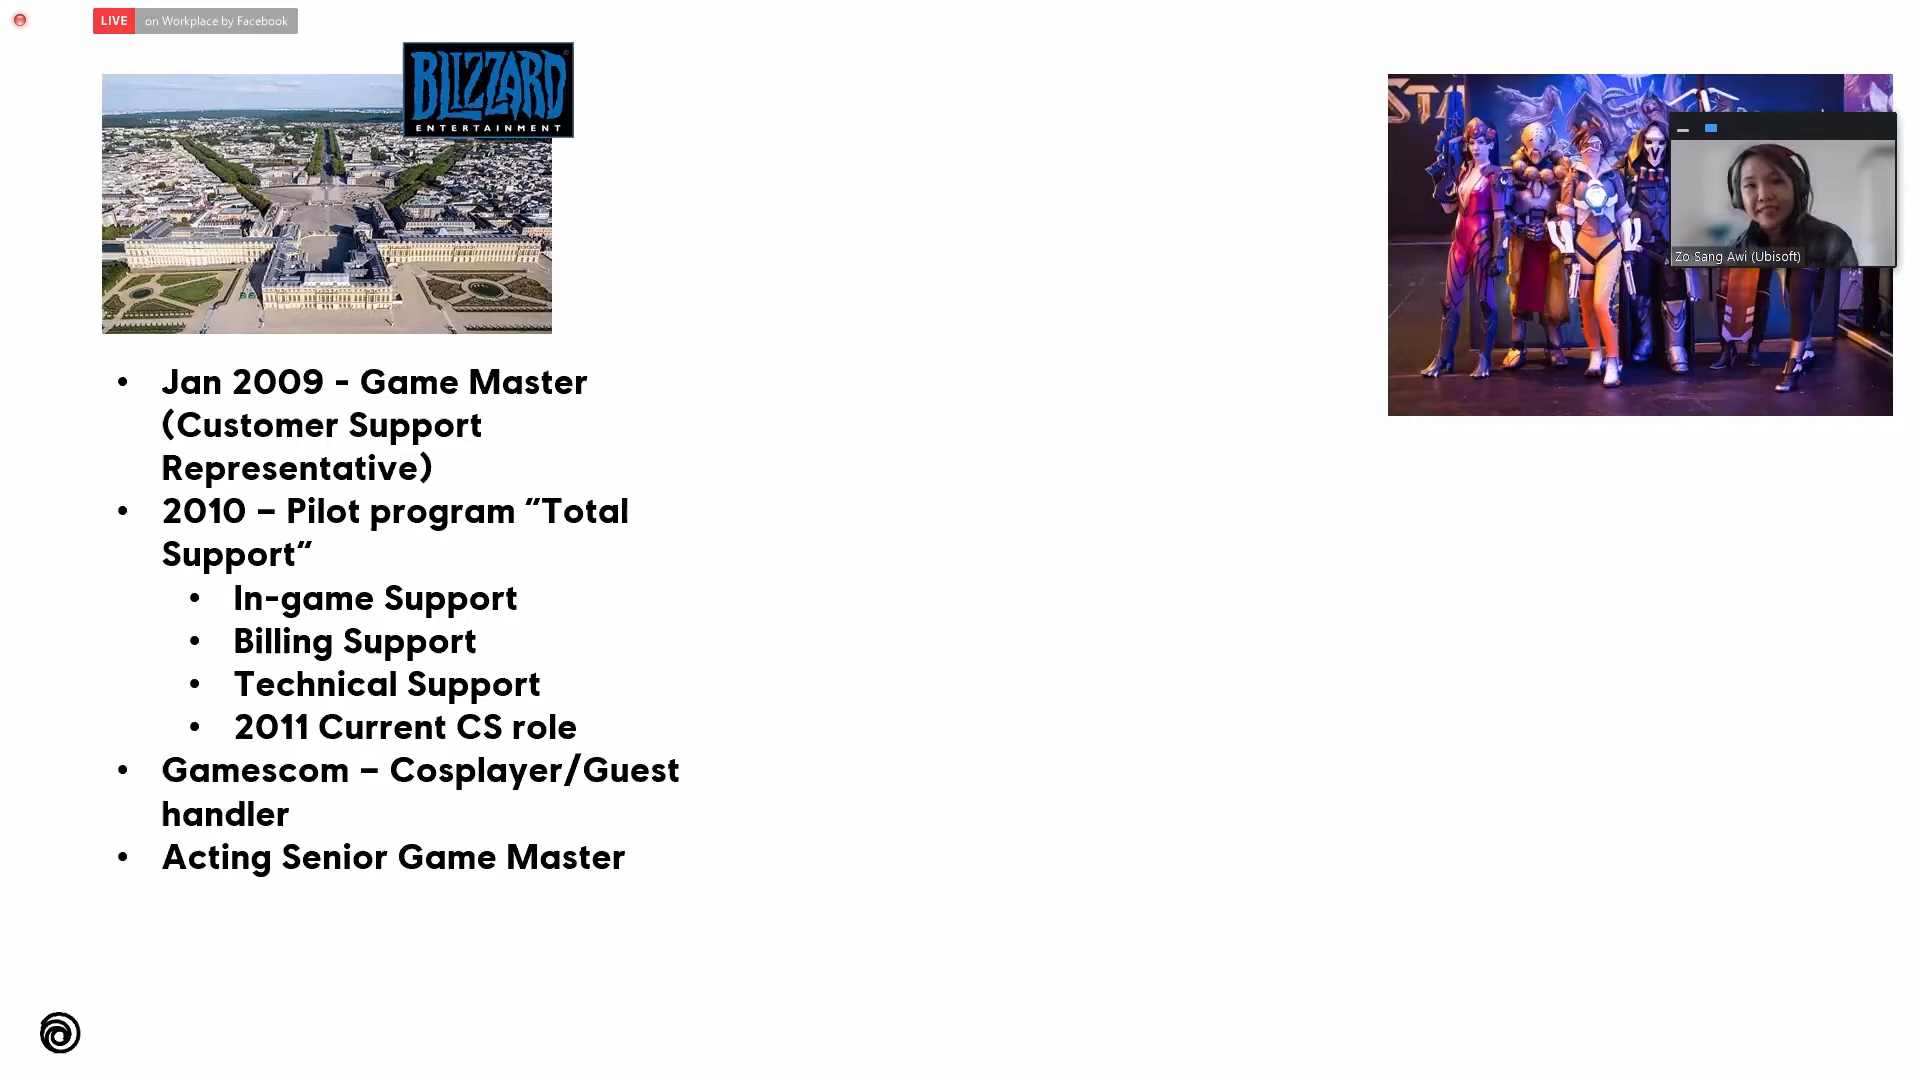 LIVE on Workplace by Facebook
BLIZZARD
ENTERTAINMENT
Zo Sang Awi (Ubisoft)
• Jan 2009 - Game Master
(Customer Support
Representative)
• 2010 – Pilot program “Total
Support“
• In-game Support
• Billing Support
• Technical Support
• 2011 Current CS role
• Gamescom – Cosplayer/Guest
handler
• Acting Senior Game Master